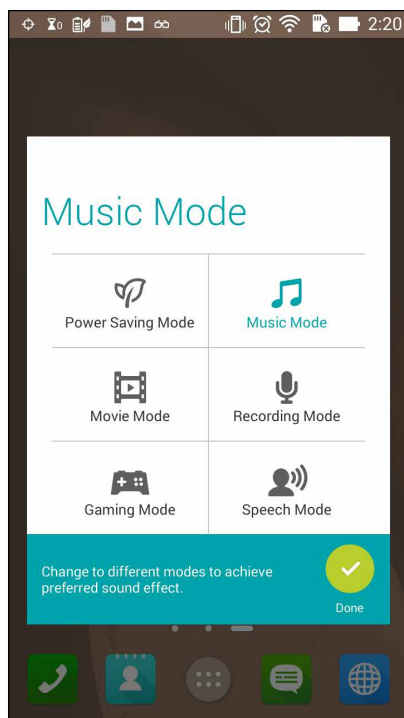 0
2:20
Music Mode
Power Saving Mode
Music Mode
Movie Mode
Recording Mode
Gaming Mode
Speech Mode
Change to different modes to achieve
preferred sound effect.
Done